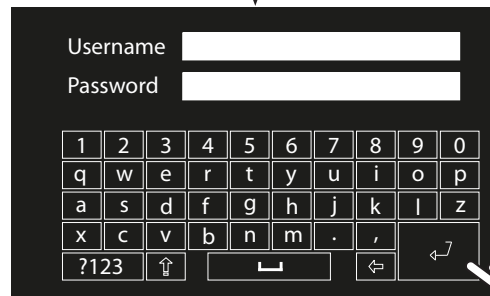 Username
Password
1 2 3 4 5 6 7 8 9 0
q w e r t y u i o p
a s d f g h j k l z
x c v b n m . ,
?123